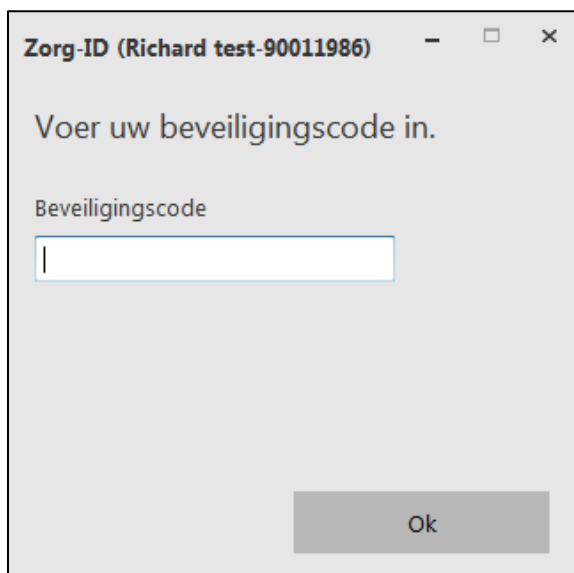 Zorg-ID (Richard test-90011986)
Voer uw beveiligingscode in.
Beveiligingscode
Ok